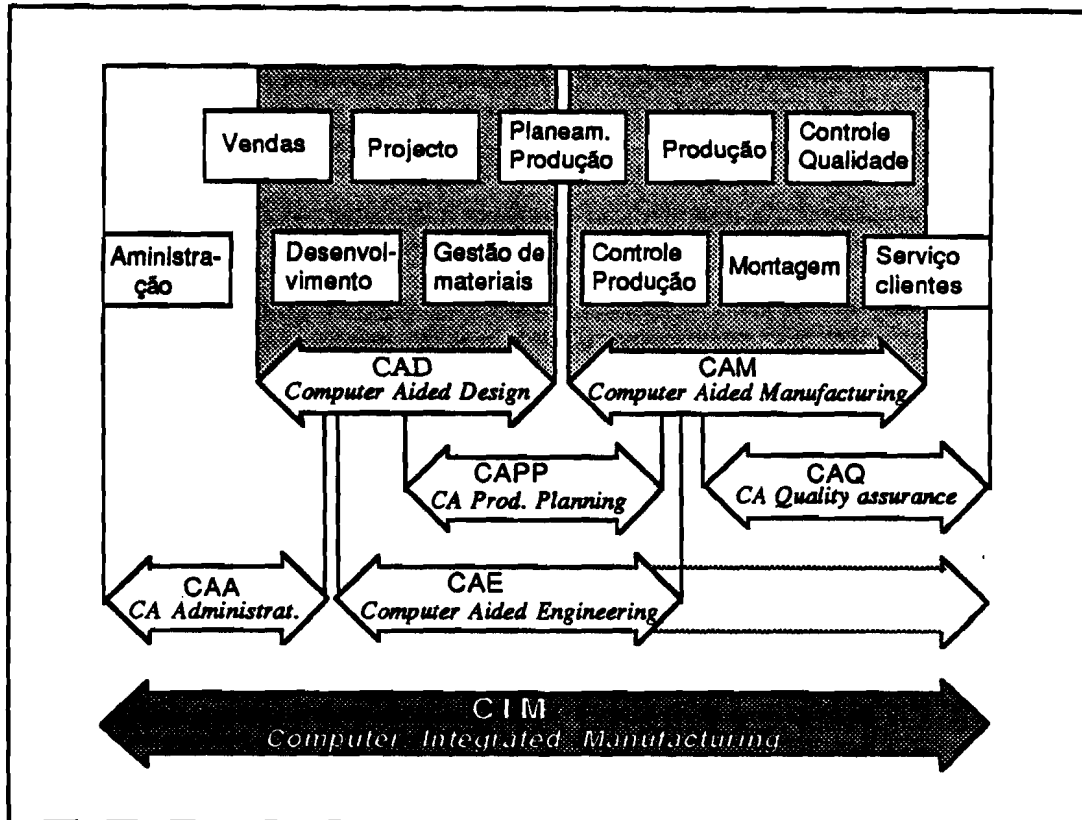 Vendas
Projecto
Planeam.
Produção
Produção
Controle
Qualidade
Aministra-
ção
Desenvol-
vimento
Gestão de
materiais
Controle
Produção
Montagem
Serviço
clientes
CAD
Computer Aided Design
CAM
Computer Aided Manufacturing
CAPP
CA Prod. Planning
CAQ
CA Quality assurance
CAA
CA Administrat.
CAE
Computer Aided Engineering
CIM
Computer Integrated Manufacturing